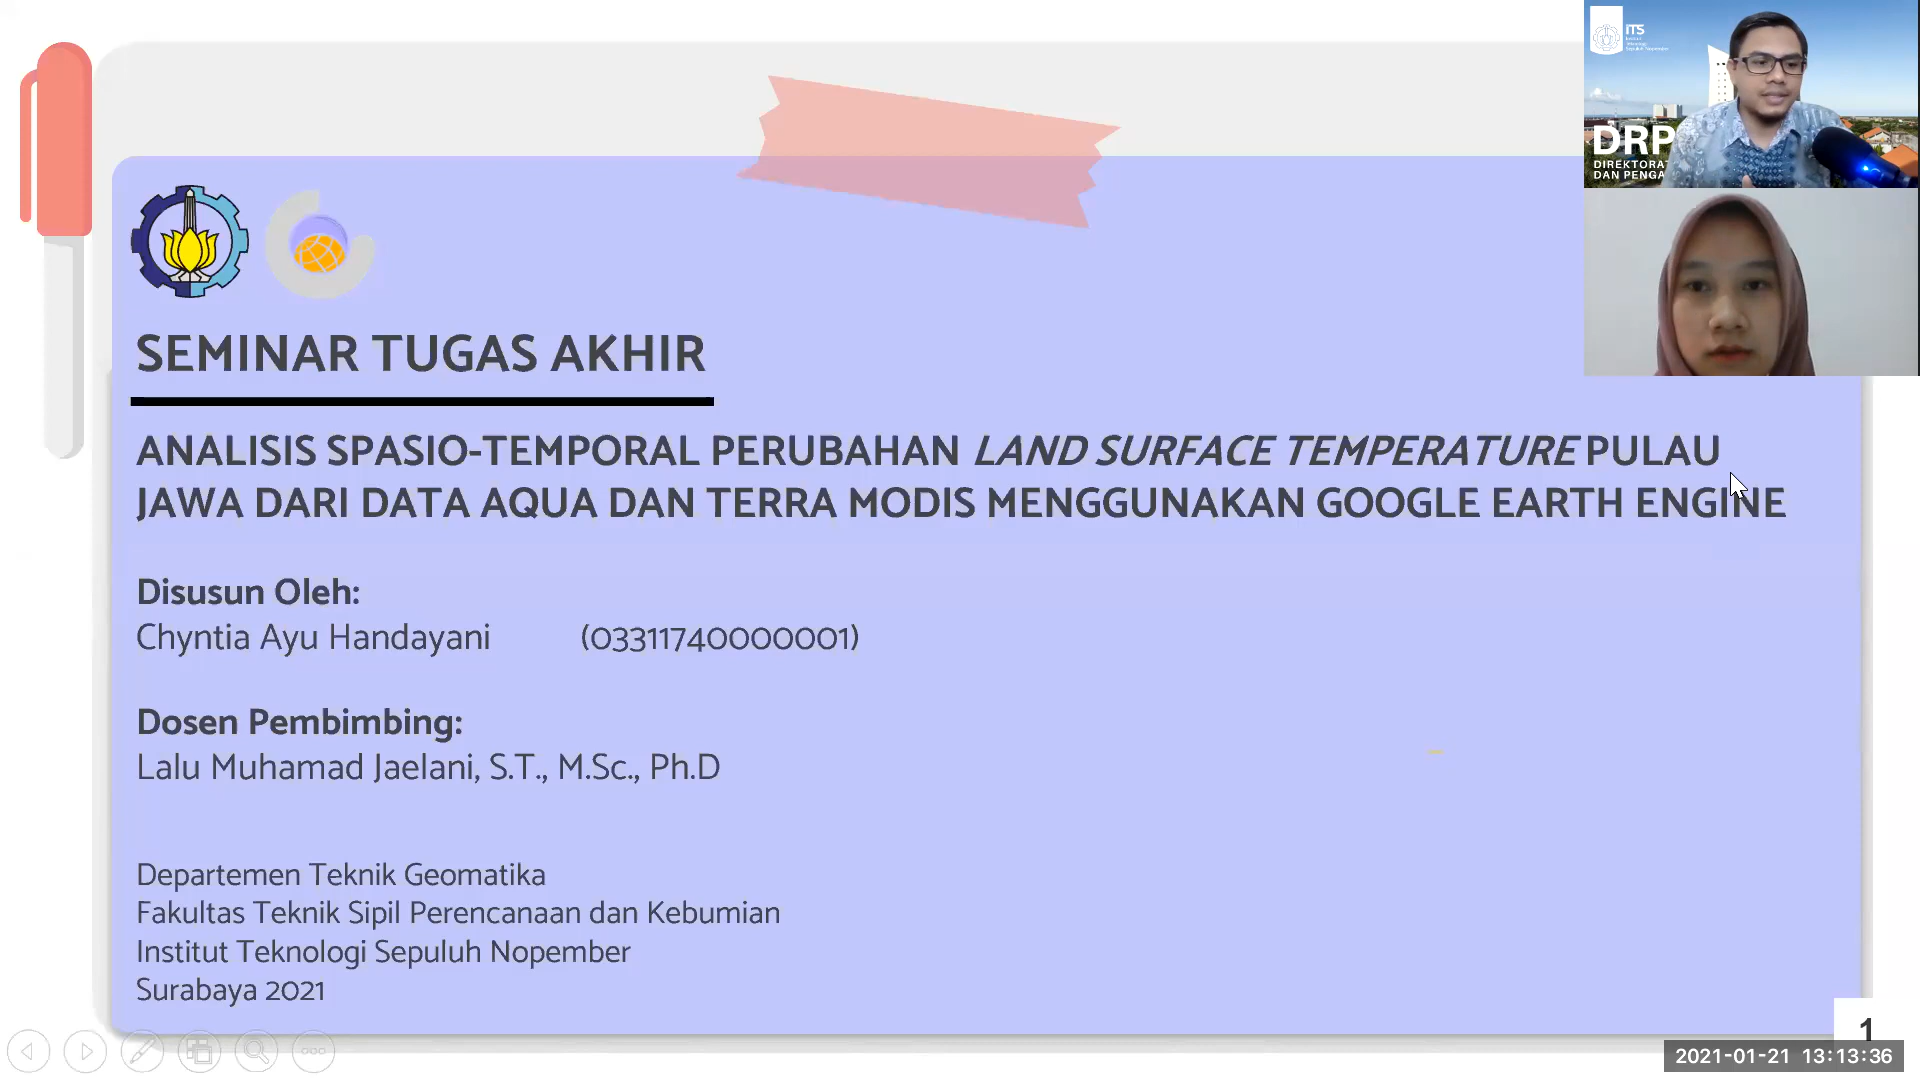 ITS
DRP
DIREKTORAT
DAN PENGA
SEMINAR TUGAS AKHIR
ANALISIS SPASIO-TEMPORAL PERUBAHAN LAND SURFACE TEMPERATURE PULAU
JAWA DARI DATA AQUA DAN TERRA MODIS MENGGUNAKAN GOOGLE EARTH ENGINE
Disusun Oleh:
Chyntia Ayu Handayani (03311740000001)
Dosen Pembimbing:
Lalu Muhamad Jaelani, S.T., M.Sc., Ph.D
Departemen Teknik Geomatika
Fakultas Teknik Sipil Perencanaan dan Kebumian
Institut Teknologi Sepuluh Nopember
Surabaya 2021
1
2021-01-21 13:13:36